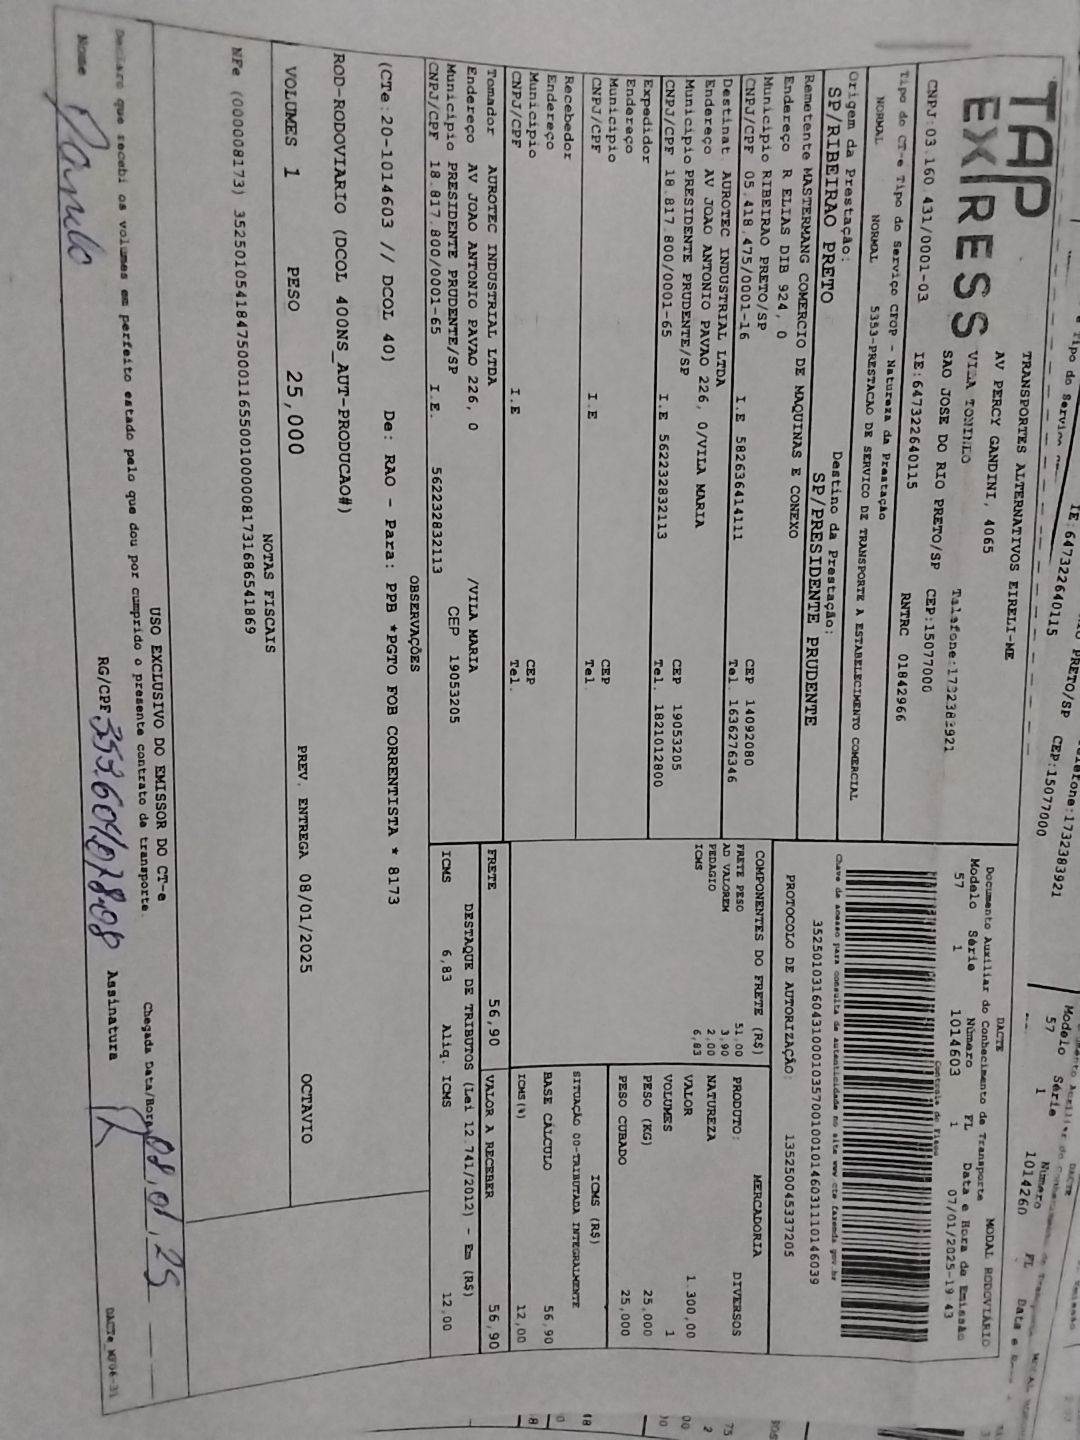 TAP
EXPRESS
TRANSPORTES ALTERNATIVOS EIRELI-ME
AV PERCY GANDINI, 4065
VILA TONINHO
Telefone:1732383921
SAO JOSE DO RIO PRETO/SP CEP:15077000
CNPJ:03.160.431/0001-03 IE:647322640115 RNTRC 01842966
Tipo do CT-e Tipo do Serviço CFOP - Natureza da Prestação
NORMAL NORMAL 5353-PRESTACAO DE SERVICO DE TRANSPORTE A ESTABELECIMENTO COMERCIAL
Origem da Prestação: Destino da Prestação:
SP/RIBEIRAO PRETO SP/PRESIDENTE PRUDENTE
Remetente MASTERMANG COMERCIO DE MAQUINAS E CONEXO
Endereço R ELIAS DIB 924, 0
Município RIBEIRAO PRETO/SP CEP 14092080
CNPJ/CPF 05.418.475/0001-16 I.E 582636414111 Tel. 1636276346
Destinat. AUROTEC INDUSTRIAL LTDA
Endereço AV JOAO ANTONIO PAVAO 226, 0/VILA MARIA
Município PRESIDENTE PRUDENTE/SP CEP 19053205
CNPJ/CPF 18.817.800/0001-65 I.E 562232832113 Tel. 1821012800
Expedidor
Endereço
Município CEP
CNPJ/CPF I.E Tel.
Recebedor
Endereço
Município CEP
CNPJ/CPF I.E Tel.
Tomador AUROTEC INDUSTRIAL LTDA
Endereço AV JOAO ANTONIO PAVAO 226, 0 /VILA MARIA
Município PRESIDENTE PRUDENTE/SP CEP 19053205
CNPJ/CPF 18.817.800/0001-65 I.E. 562232832113
DACTE
Documento Auxiliar do Conhecimento de Transporte MODAL RODOVIÁRIO
Modelo Série Número FL Data e Hora de Emissão
57 1 1014603 1 07/01/2025-19:43
Controle do Fisco
Chave de acesso para consulta de autenticidade no site www.cte.fazenda.gov.br
35250103160431000103570010010146031110146039
PROTOCOLO DE AUTORIZAÇÃO: 135250045337205
COMPONENTES DO FRETE (R$)
FRETE PESO 51,00
AD VALOREM 3,90
PEDAGIO 2,00
ICMS 6,83
MERCADORIA
PRODUTO: DIVERSOS
NATUREZA
VALOR 1.300,00
VOLUMES 1
PESO (KG) 25,000
PESO CUBADO 25,000
ICMS (R$)
SITUAÇÃO 00-TRIBUTADA INTEGRALMENTE
BASE CÁLCULO 56,90
ICMS(%) 12,00
FRETE 56,90 VALOR A RECEBER 56,90
DESTAQUE DE TRIBUTOS (Lei 12.741/2012) - Em (R$)
ICMS 6,83 Aliq. ICMS 12,00
OBSERVAÇÕES
(CTe:20-1014603 // DCOL 40) De: RAO - Para: PPB *PGTO FOB CORRENTISTA * 8173
ROD-RODOVIARIO (DCOL 400NS_AUT-PRODUCAO#)
VOLUMES 1 PESO 25,000 PREV. ENTREGA 08/01/2025 OCTAVIO
NOTAS FISCAIS
NFe (000008173) 35250105418475000116550010000081731686541869
USO EXCLUSIVO DO EMISSOR DO CT-e
Declaro que recebi os volumes em perfeito estado pelo que dou por cumprido o presente contrato de transporte. Chegada Data/Hora 08,01,25
Nome RG/CPF Assinatura
DACTe_
IE:647322640115 CEP:15077000
1732383921
Modelo Série Número FL
57 1 1014260